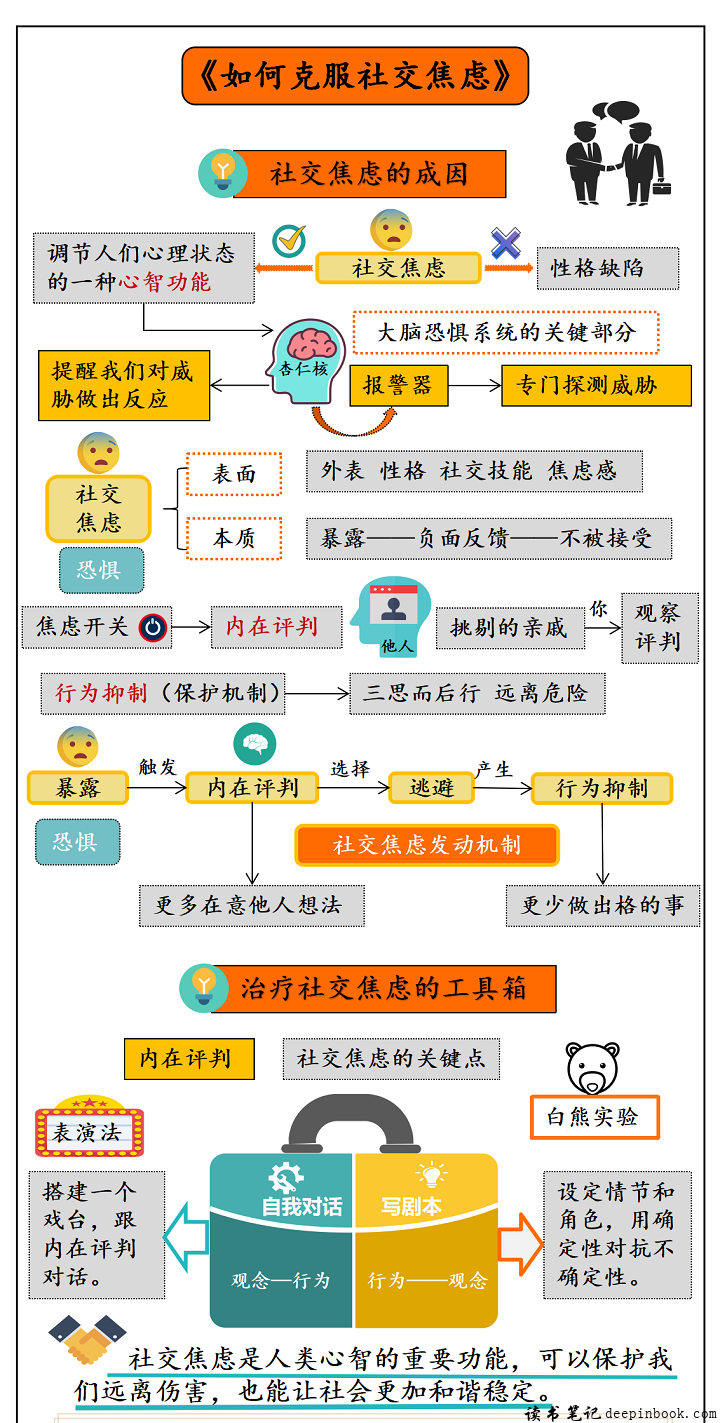 《如何克服社交焦虑》
社交焦虑的成因
调节人们心理状态
的一种心智功能
社交焦虑
性格缺陷
大脑恐惧系统的关键部分
杏仁核
提醒我们对威
胁做出反应
报警器
专门探测威胁
社交
焦虑
表面
外表 性格 社交技能 焦虑感
本质
暴露——负面反馈——不被接受
恐惧
焦虑开关
内在评判
他人
挑剔的亲戚
你
观察
评判
行为抑制（保护机制）
三思而后行 远离危险
暴露
触发
内在评判
选择
逃避
产生
行为抑制
恐惧
社交焦虑发动机制
更多在意他人想法
更少做出格的事
治疗社交焦虑的工具箱
内在评判
社交焦虑的关键点
表演法
白熊实验
搭建一个
戏台，跟
内在评判
对话。
自我对话
写剧本
观念—行为
行为——观念
设定情节和
角色，用确
定性对抗不
确定性。
社交焦虑是人类心智的重要功能，可以保护我
们远离伤害，也能让社会更加和谐稳定。
读书笔记deepinbook.com